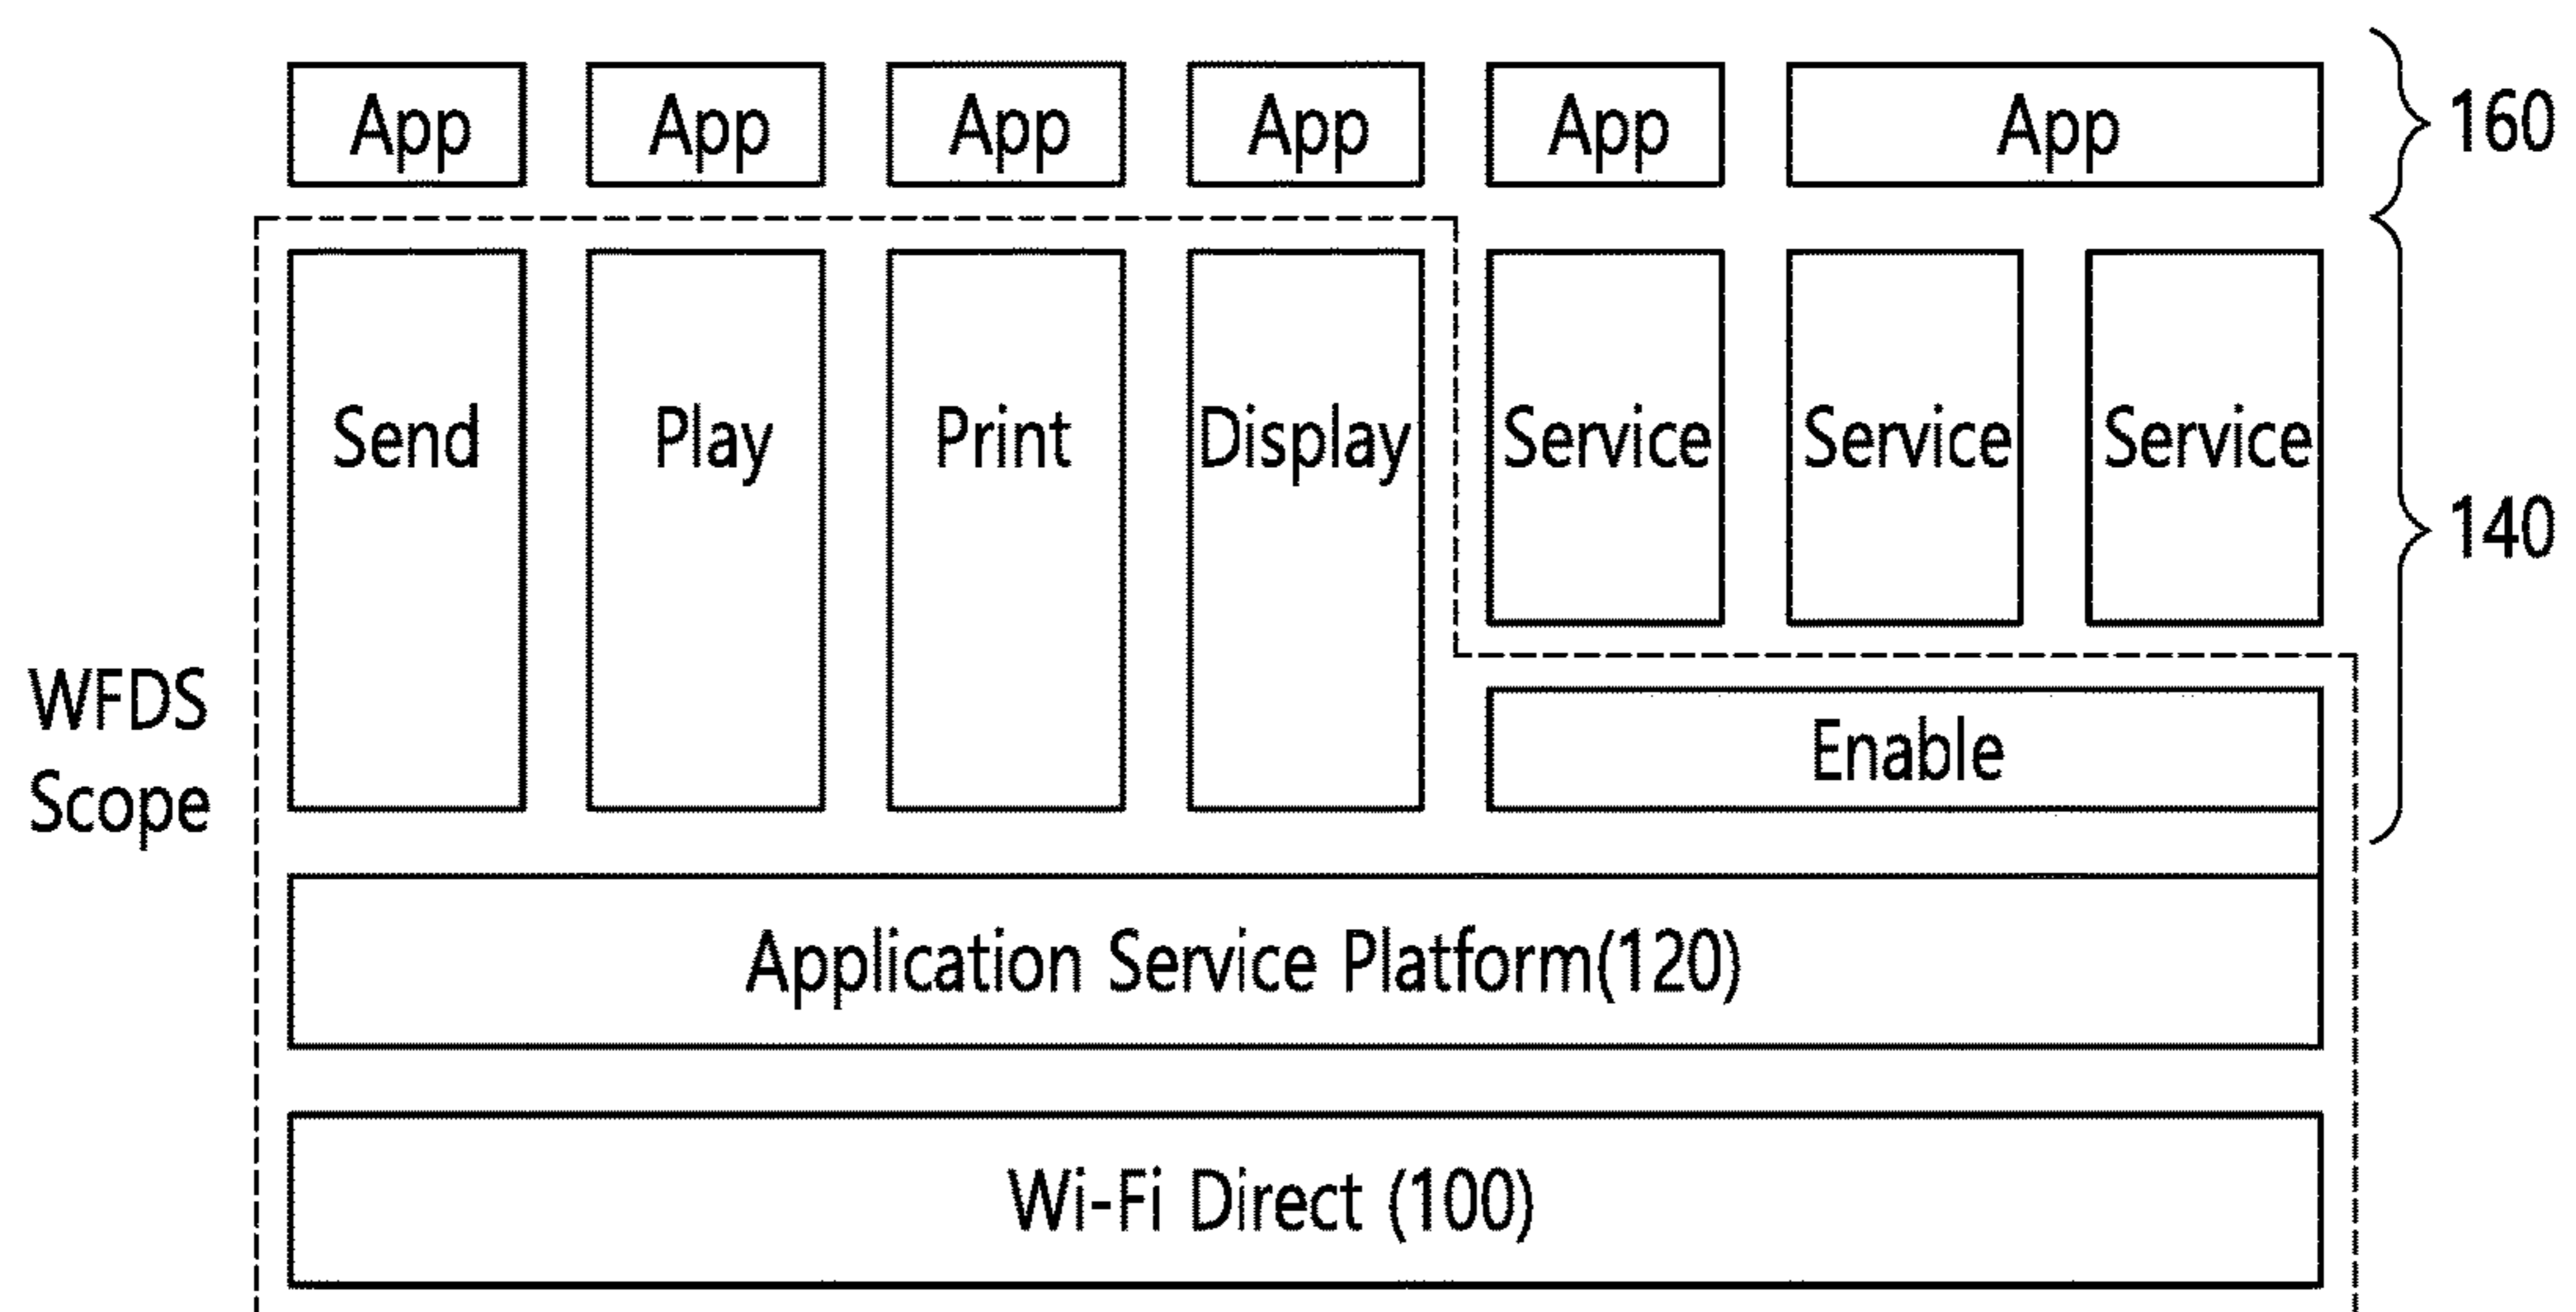 App App App App App App 160
Send Play Print Display Service Service Service
140
WFDS
Scope
Enable
Application Service Platform(120)
Wi-Fi Direct (100)